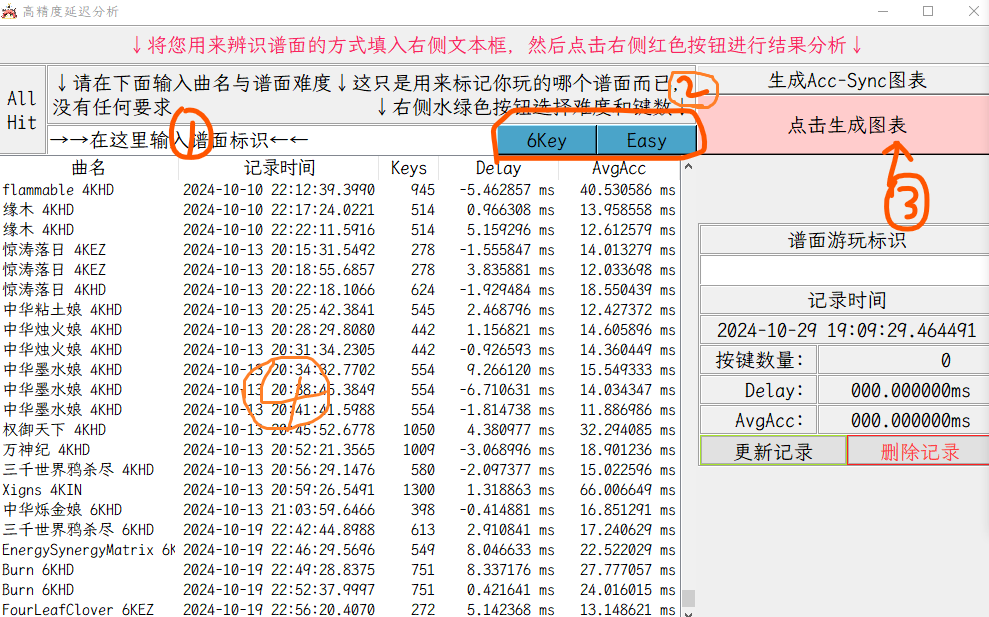 高精度延迟分析
↓将您用来辨识谱面的方式填入右侧文本框, 然后点击右侧红色按钮进行结果分析↓
All
Hit
↓请在下面输入曲名与谱面难度↓这只是用来标记你玩的哪个谱面而已,
没有任何要求 ↓右侧水绿色按钮选择难度和键数↓
→→在这里输入谱面标识←←
6Key Easy
生成Acc-Sync图表
点击生成图表
1
2
3
4
曲名 记录时间 Keys Delay AvgAcc
flammable 4KHD 2024-10-10 22:12:39.3990 945 -5.462857 ms 40.530586 ms
缘木 4KHD 2024-10-10 22:17:24.0221 514 0.966308 ms 13.958558 ms
缘木 4KHD 2024-10-10 22:22:11.5916 514 5.159296 ms 12.612579 ms
惊涛落日 4KEZ 2024-10-13 20:15:31.5492 278 -1.555847 ms 14.013279 ms
惊涛落日 4KEZ 2024-10-13 20:18:55.6857 278 3.835881 ms 12.033698 ms
惊涛落日 4KEZ 2024-10-13 20:22:18.1066 624 -1.929484 ms 18.550439 ms
中华粘土娘 4KHD 2024-10-13 20:25:42.3841 545 2.468796 ms 12.427372 ms
中华烛火娘 4KHD 2024-10-13 20:28:29.8080 442 1.156821 ms 14.605896 ms
中华烛火娘 4KHD 2024-10-13 20:31:34.2305 442 -0.926593 ms 14.360449 ms
中华墨水娘 4KHD 2024-10-13 20:34:32.7702 554 9.266120 ms 15.549333 ms
中华墨水娘 4KHD 2024-10-13 20:38:45.3849 554 -6.710631 ms 14.034347 ms
中华墨水娘 4KHD 2024-10-13 20:41:41.5988 554 -1.814738 ms 11.886986 ms
权御天下 4KHD 2024-10-13 20:45:52.6778 1050 4.380977 ms 32.294085 ms
万神纪 4KHD 2024-10-13 20:52:21.3565 1009 -3.068996 ms 18.901236 ms
三千世界鸦杀尽 4KHD 2024-10-13 20:56:29.1476 580 -2.097377 ms 15.022596 ms
Xigns 4KIN 2024-10-13 20:59:26.5491 1300 1.318863 ms 66.006649 ms
中华烁金娘 6KHD 2024-10-13 21:03:59.6466 398 -0.414881 ms 16.851291 ms
三千世界鸦杀尽 6KHD 2024-10-19 22:42:44.8988 613 2.910841 ms 17.240629 ms
EnergySynergyMatrix 6K 2024-10-19 22:46:29.5696 549 8.046633 ms 22.522029 ms
Burn 6KHD 2024-10-19 22:49:28.8375 751 8.337176 ms 27.777057 ms
Burn 6KHD 2024-10-19 22:52:37.9997 751 0.421641 ms 24.016015 ms
FourLeafClover 6KEZ 2024-10-19 22:56:20.4070 272 5.142368 ms 13.148621 ms
谱面游玩标识
记录时间
2024-10-29 19:09:29.464491
按键数量: 0
Delay: 000.000000ms
AvgAcc: 000.000000ms
更新记录 删除记录